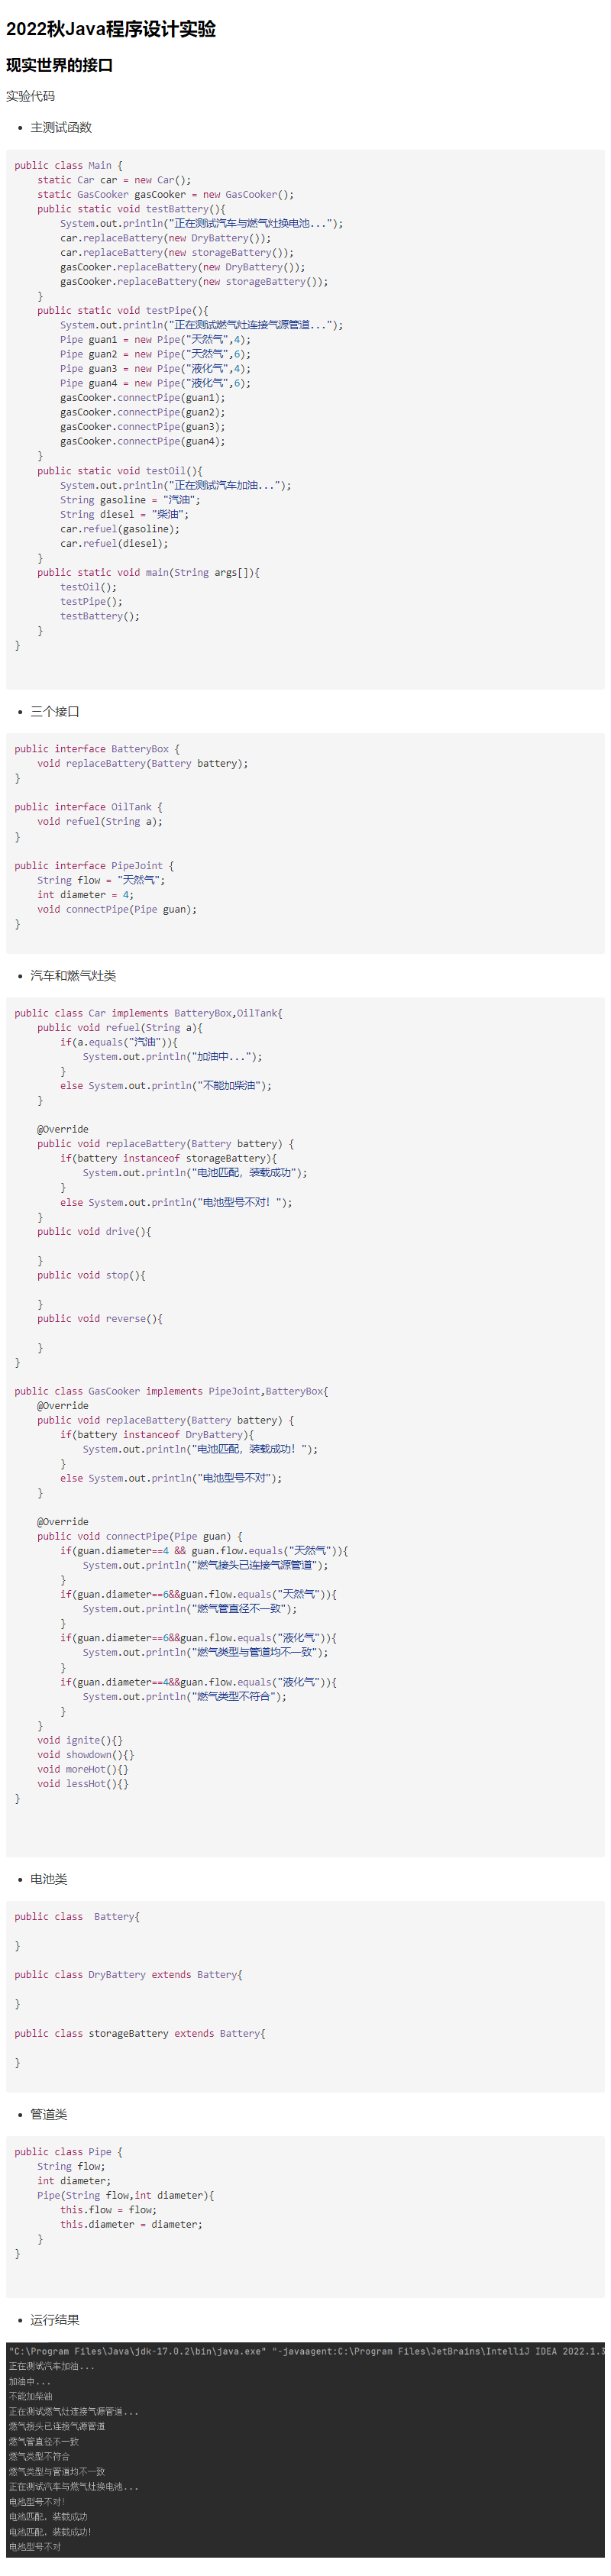 2022秋Java程序设计实验
现实世界的接口
实验代码
• 主测试函数
public class Main {
    static Car car = new Car();
    static GasCooker gasCooker = new GasCooker();
    public static void testBattery(){
        System.out.println("正在测试汽车与燃气灶换电池...");
        car.replaceBattery(new DryBattery());
        car.replaceBattery(new storageBattery());
        gasCooker.replaceBattery(new DryBattery());
        gasCooker.replaceBattery(new storageBattery());
    }
    public static void testPipe(){
        System.out.println("正在测试燃气灶连接气源管道...");
        Pipe guan1 = new Pipe("天然气",4);
        Pipe guan2 = new Pipe("天然气",6);
        Pipe guan3 = new Pipe("液化气",4);
        Pipe guan4 = new Pipe("液化气",6);
        gasCooker.connectPipe(guan1);
        gasCooker.connectPipe(guan2);
        gasCooker.connectPipe(guan3);
        gasCooker.connectPipe(guan4);
    }
    public static void testOil(){
        System.out.println("正在测试汽车加油...");
        String gasoline = "汽油";
        String diesel = "柴油";
        car.refuel(gasoline);
        car.refuel(diesel);
    }
    public static void main(String args[]){
        testOil();
        testPipe();
        testBattery();
    }
}
• 三个接口
public interface BatteryBox {
    void replaceBattery(Battery battery);
}
public interface OilTank {
    void refuel(String a);
}
public interface PipeJoint {
    String flow = "天然气";
    int diameter = 4;
    void connectPipe(Pipe guan);
}
• 汽车和燃气灶类
public class Car implements BatteryBox,OilTank{
    public void refuel(String a){
        if(a.equals("汽油")){
            System.out.println("加油中...");
        }
        else System.out.println("不能加柴油");
    }
    @Override
    public void replaceBattery(Battery battery) {
        if(battery instanceof storageBattery){
            System.out.println("电池匹配，装载成功");
        }
        else System.out.println("电池型号不对！");
    }
    public void drive(){
    }
    public void stop(){
    }
    public void reverse(){
    }
}
public class GasCooker implements PipeJoint,BatteryBox{
    @Override
    public void replaceBattery(Battery battery) {
        if(battery instanceof DryBattery){
            System.out.println("电池匹配，装载成功！");
        }
        else System.out.println("电池型号不对");
    }
    @Override
    public void connectPipe(Pipe guan) {
        if(guan.diameter==4 && guan.flow.equals("天然气")){
            System.out.println("燃气接头已连接气源管道");
        }
        if(guan.diameter==6&&guan.flow.equals("天然气")){
            System.out.println("燃气管直径不一致");
        }
        if(guan.diameter==6&&guan.flow.equals("液化气")){
            System.out.println("燃气类型与管道均不一致");
        }
        if(guan.diameter==4&&guan.flow.equals("液化气")){
            System.out.println("燃气类型不符合");
        }
    }
    void ignite(){}
    void showdown(){}
    void moreHot(){}
    void lessHot(){}
}
• 电池类
public class  Battery{
}
public class DryBattery extends Battery{
}
public class storageBattery extends Battery{
}
• 管道类
public class Pipe {
    String flow;
    int diameter;
    Pipe(String flow,int diameter){
        this.flow = flow;
        this.diameter = diameter;
    }
}
• 运行结果
"C:\Program Files\Java\jdk-17.0.2\bin\java.exe" "-javaagent:C:\Program Files\JetBrains\IntelliJ IDEA 2022.1.3
正在测试汽车加油...
加油中...
不能加柴油
正在测试燃气灶连接气源管道...
燃气接头已连接气源管道
燃气管直径不一致
燃气类型不符合
燃气类型与管道均不一致
正在测试汽车与燃气灶换电池...
电池型号不对！
电池匹配，装载成功
电池匹配，装载成功！
电池型号不对